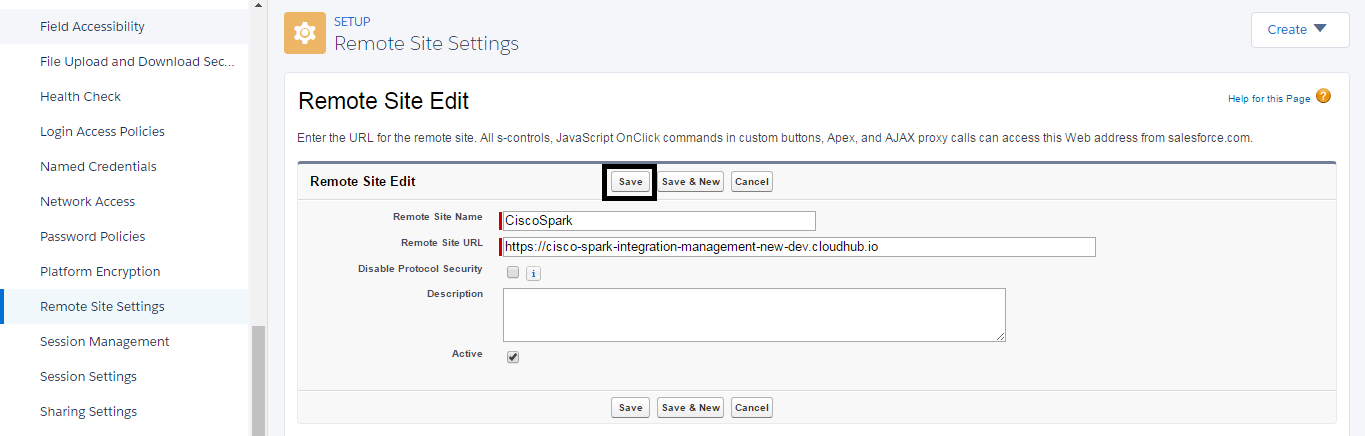 Field Accessibility
File Upload and Download Sec...
Health Check
Login Access Policies
Named Credentials
Network Access
Password Policies
Platform Encryption
Remote Site Settings
Session Management
Session Settings
Sharing Settings
SETUP
Remote Site Settings
Create
Remote Site Edit
Help for this Page ?
Enter the URL for the remote site. All s-controls, JavaScript OnClick commands in custom buttons, Apex, and AJAX proxy calls can access this Web address from salesforce.com.
Remote Site Edit Save Save & New Cancel
Remote Site Name CiscoSpark
Remote Site URL https://cisco-spark-integration-management-new-dev.cloudhub.io
Disable Protocol Security i
Description
Active
Save Save & New Cancel